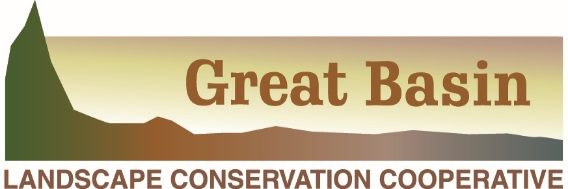 Great Basin
LANDSCAPE CONSERVATION COOPERATIVE